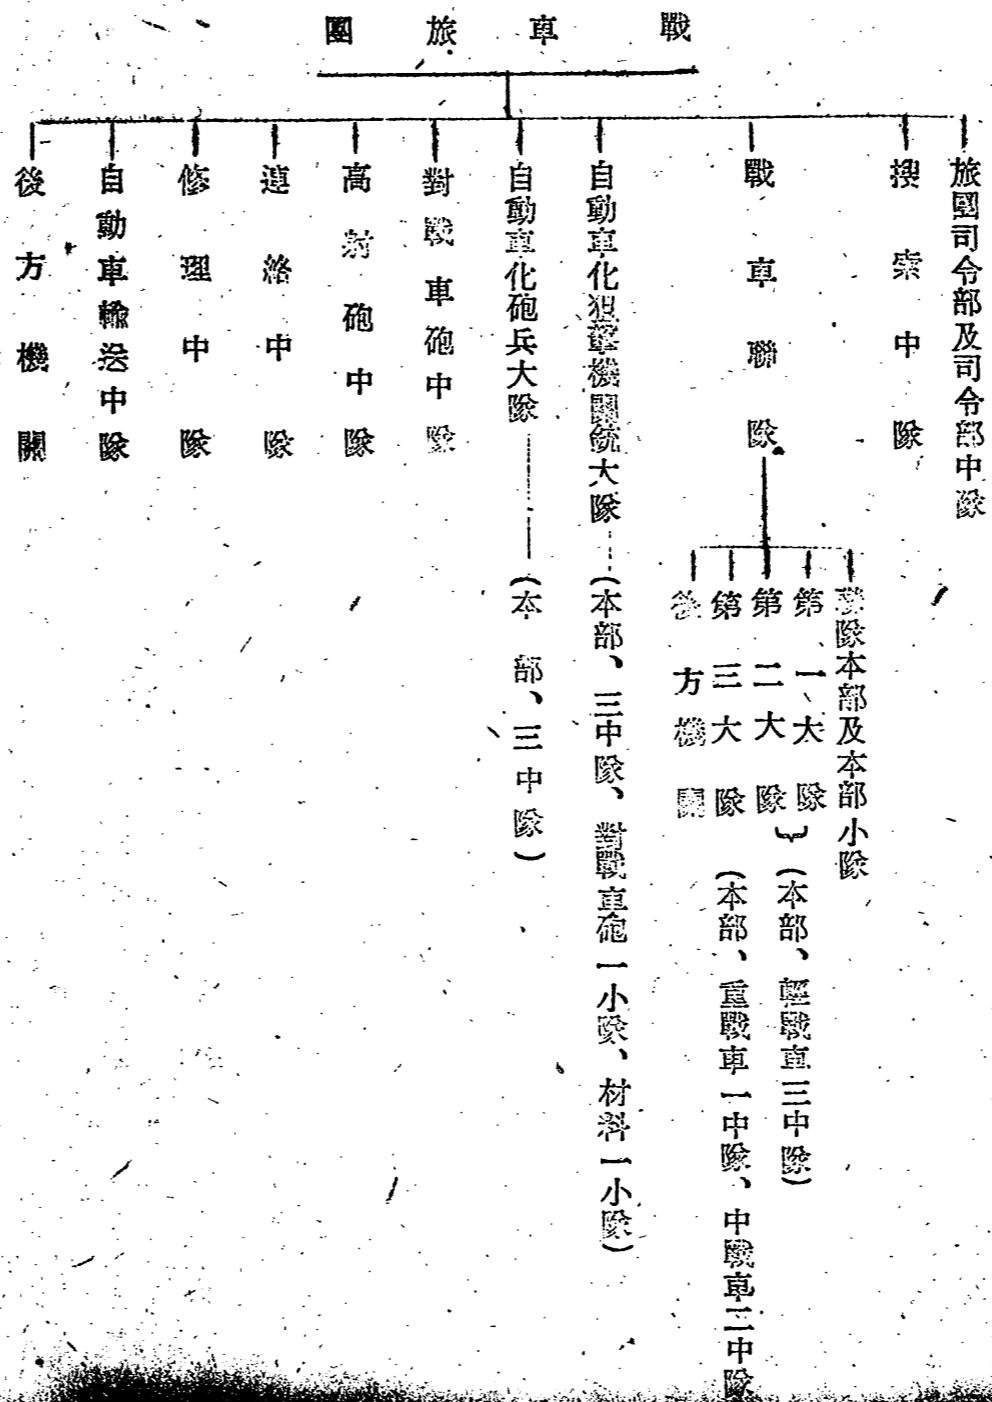 戰車旅團
旅團司令部及司令部中隊
搜索中隊
戰車聯隊
聯隊本部及本部小隊
第一大隊
第二大隊
(本部、輕戰車三中隊)
第三大隊
(本部、重戰車一中隊、中戰車二中隊
後方機關
自動車化狙擊機關銃大隊
(本部、三中隊、對戰車砲一小隊、材料一小隊)
自動車化砲兵大隊
(本部、三中隊)
對戰車砲中隊
高射砲中隊
連絡中隊
修理中隊
自動車輸送中隊
後方機關